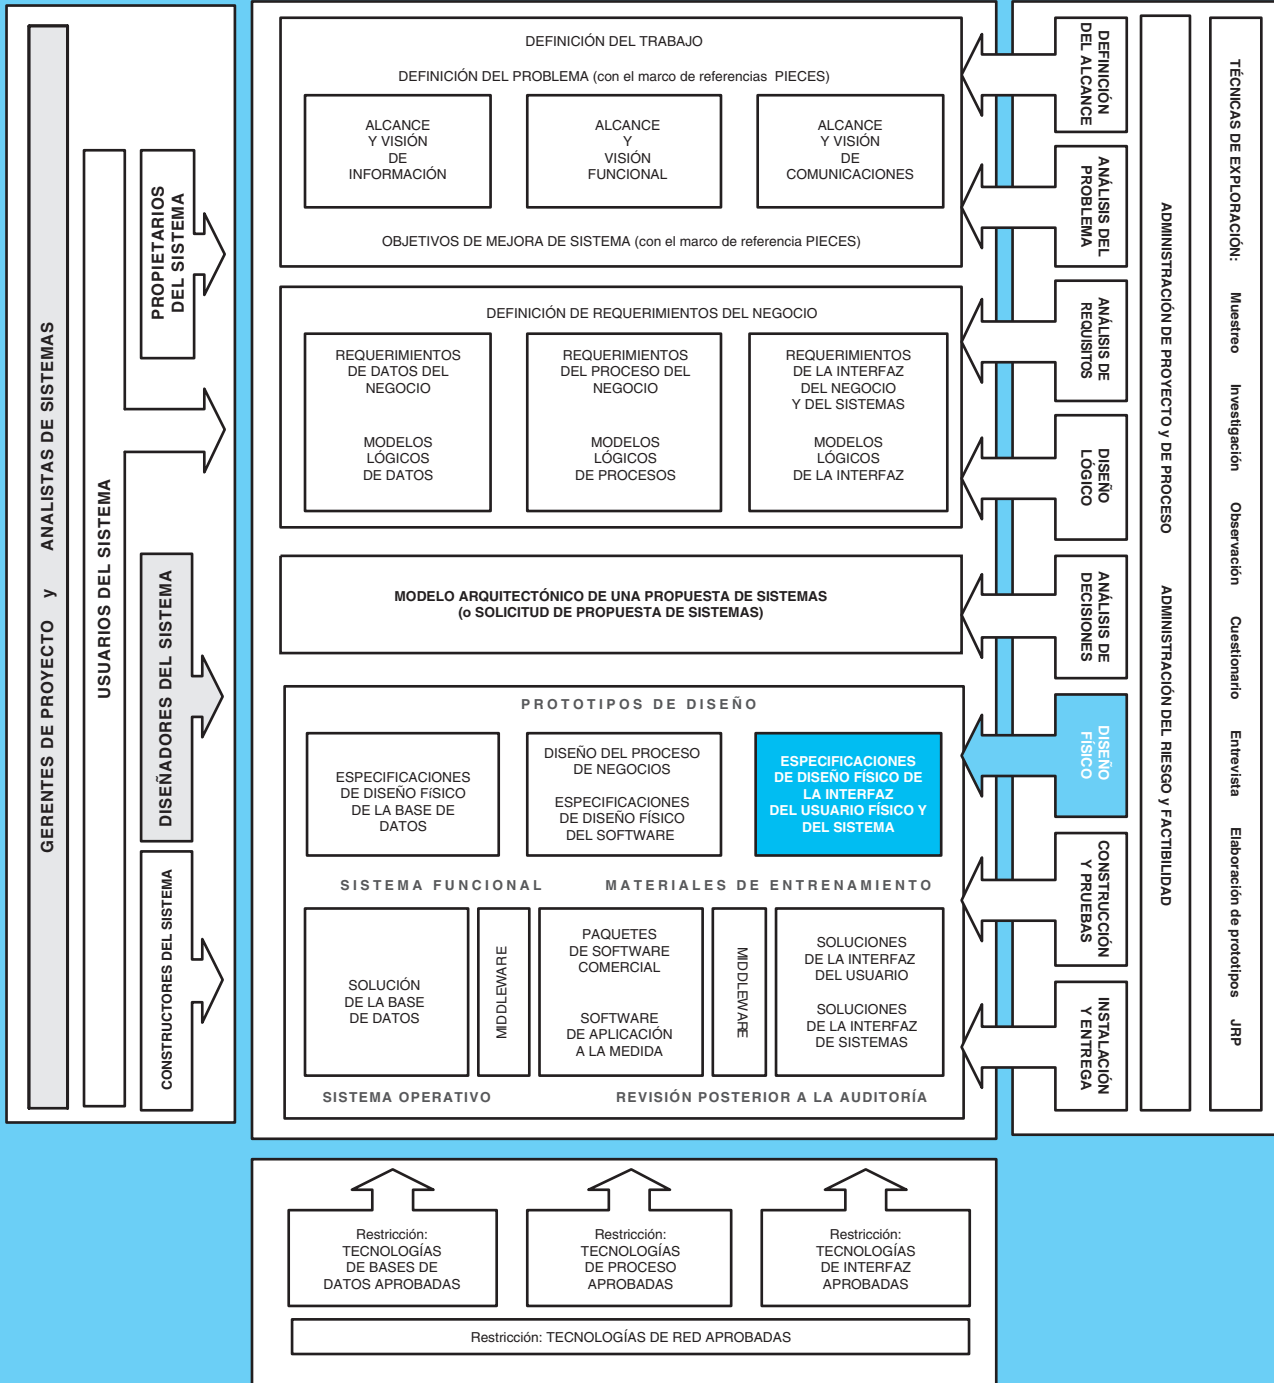 GERENTES DE PROYECTO y ANALISTAS DE SISTEMAS
USUARIOS DEL SISTEMA
PROPIETARIOS
DEL SISTEMA
DISEÑADORES DEL SISTEMA
CONSTRUCTORES DEL SISTEMA
DEFINICIÓN DEL TRABAJO
DEFINICIÓN DEL PROBLEMA (con el marco de referencias PIECES)
ALCANCE
Y VISIÓN
DE
INFORMACIÓN
ALCANCE
Y
VISIÓN
FUNCIONAL
ALCANCE
Y VISIÓN
DE
COMUNICACIONES
OBJETIVOS DE MEJORA DE SISTEMA (con el marco de referencia PIECES)
DEFINICIÓN DE REQUERIMIENTOS DEL NEGOCIO
REQUERIMIENTOS
DE DATOS DEL
NEGOCIO
MODELOS
LÓGICOS
DE DATOS
REQUERIMIENTOS
DEL PROCESO DEL
NEGOCIO
MODELOS
LÓGICOS
DE PROCESOS
REQUERIMIENTOS
DE LA INTERFAZ
DEL NEGOCIO
Y DEL SISTEMAS
MODELOS
LÓGICOS
DE LA INTERFAZ
MODELO ARQUITECTÓNICO DE UNA PROPUESTA DE SISTEMAS
(o SOLICITUD DE PROPUESTA DE SISTEMAS)
PROTOTIPOS DE DISEÑO
ESPECIFICACIONES
DE DISEÑO FíSICO
DE LA BASE DE
DATOS
DISEÑO DEL PROCESO
DE NEGOCIOS
ESPECIFICACIONES
DE DISEÑO FÍSICO
DEL SOFTWARE
ESPECIFICACIONES
DE DISEÑO FÍSICO DE
LA INTERFAZ
DEL USUARIO FÍSICO Y
DEL SISTEMA
SISTEMA FUNCIONAL
MATERIALES DE ENTRENAMIENTO
SOLUCIÓN
DE LA BASE
DE DATOS
MIDDLEWARE
PAQUETES
DE SOFTWARE
COMERCIAL
SOFTWARE
DE APLICACIÓN
A LA MEDIDA
MIDDLEWARE
SOLUCIONES
DE LA INTERFAZ
DEL USUARIO
SOLUCIONES
DE LA INTERFAZ
DE SISTEMAS
SISTEMA OPERATIVO
REVISIÓN POSTERIOR A LA AUDITORÍA
DEFINICIÓN
DEL ALCANCE
ANÁLISIS DEL
PROBLEMA
ANÁLISIS DE
REQUISITOS
DISEÑO
LÓGICO
ANÁLISIS DE
DECISIONES
DISEÑO
FÍSICO
CONSTRUCCIÓN
Y PRUEBAS
INSTALACIÓN
Y ENTREGA
ADMINISTRACIÓN DE PROYECTO y DE PROCESO ADMINISTRACIÓN DEL RIESGO y FACTIBILIDAD
TÉCNICAS DE EXPLORACIÓN: Muestreo Investigación Observación Cuestionario Entrevista Elaboración de prototipos JRP
Restricción:
TECNOLOGÍAS
DE BASES DE
DATOS APROBADAS
Restricción:
TECNOLOGÍAS
DE PROCESO
APROBADAS
Restricción:
TECNOLOGÍAS
DE INTERFAZ
APROBADAS
Restricción: TECNOLOGÍAS DE RED APROBADAS